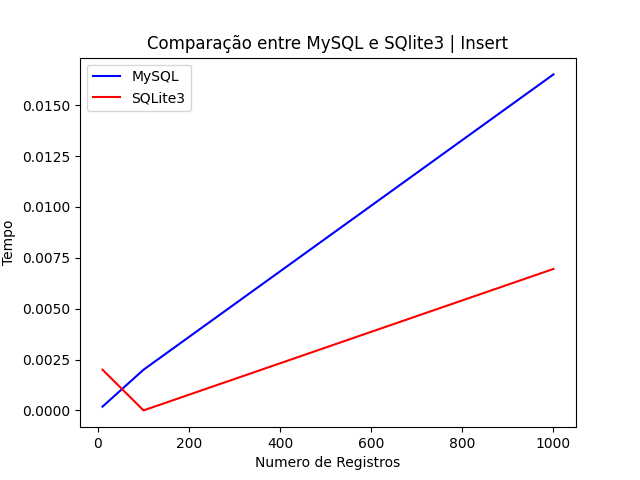 Comparação entre MySQL e SQlite3 | Insert
MySQL
SQLite3
Tempo
0.0150
0.0125
0.0100
0.0075
0.0050
0.0025
0.0000
0 200 400 600 800 1000
Numero de Registros